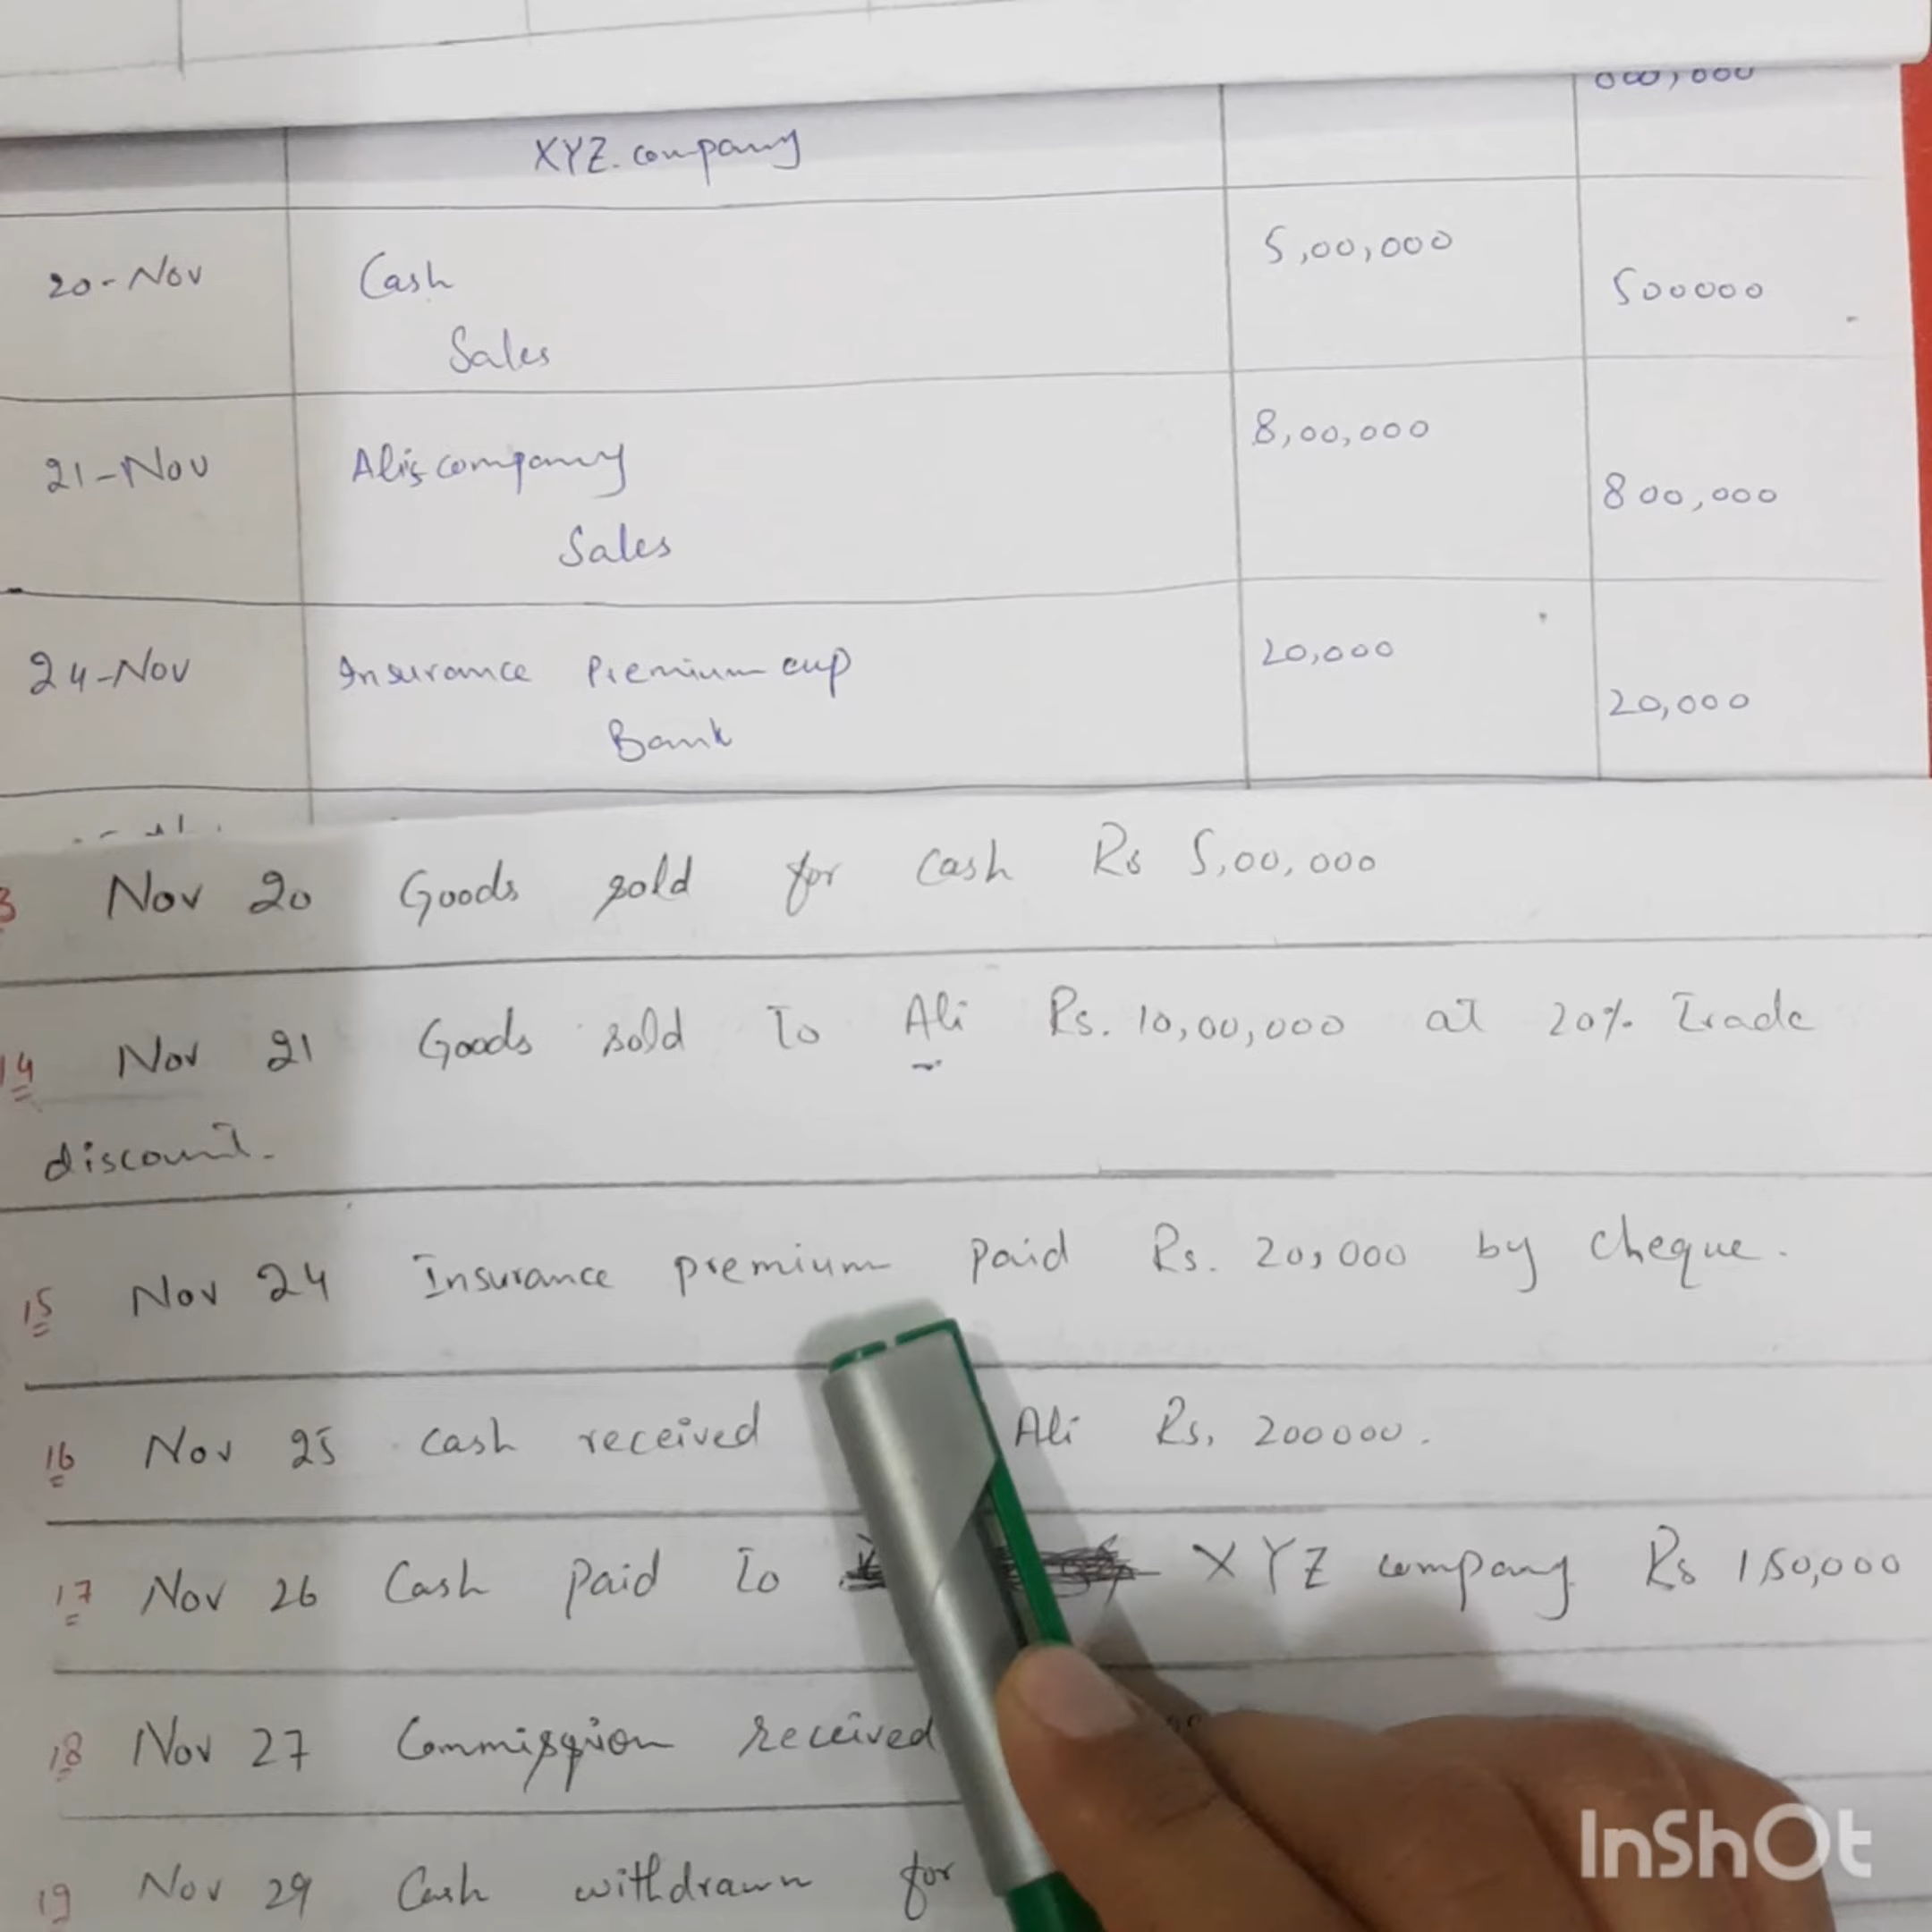 000,000
XYZ. company
20-Nov Cash 5,00,000
Sales 500000
21-Nov Alis company 8,00,000
Sales 800,000
24-Nov Insurance Premium exp 20,000
Bank 20,000
3 Nov 20 Goods sold for Cash Rs 5,00,000
14 Nov 21 Goods sold To Ali Rs. 10,00,000 at 20% Trade
discount.
15 Nov 24 Insurance premium paid Rs. 20,000 by cheque.
16 Nov 25 cash received Ali Rs. 200000.
17 Nov 26 Cash paid To XYZ company Rs 150,000
18 Nov 27 Commission received
19 Nov 29 Cash withdrawn for
InShOt